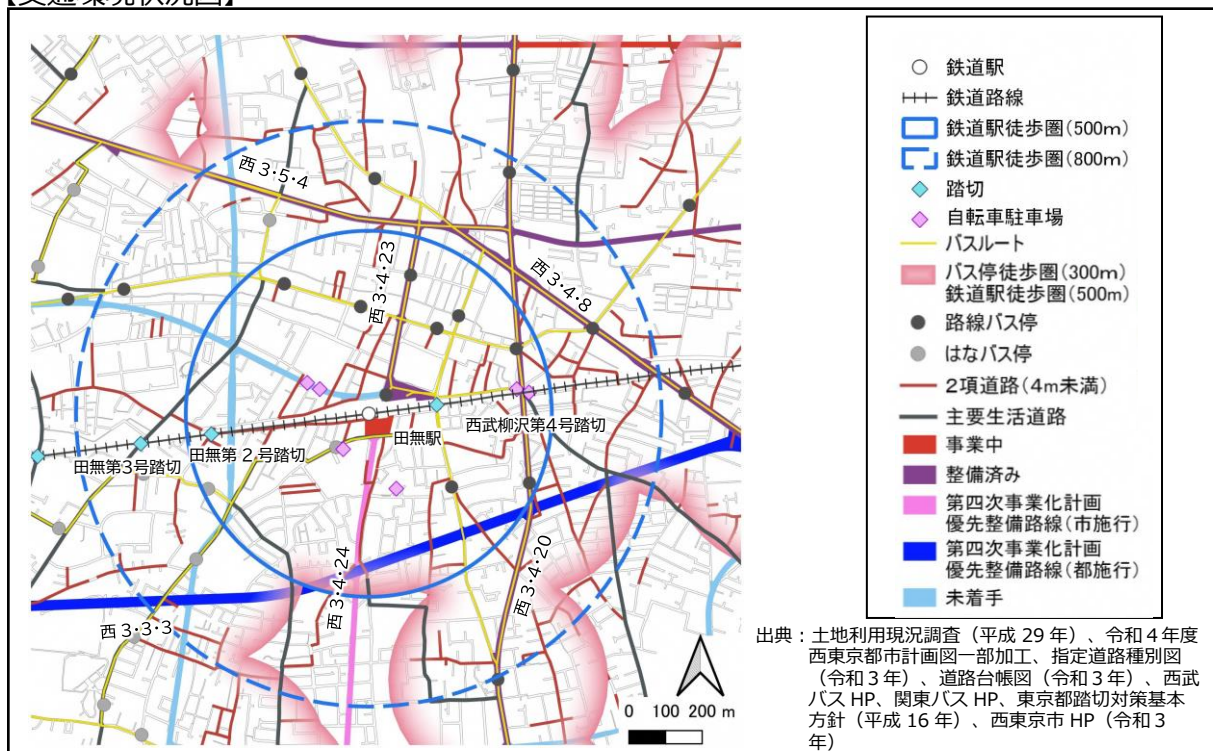 【交通環境状況図】
西3・5・4
西3・4・23
西3・4・8
田無駅
西武柳沢第4号踏切
田無第3号踏切
田無第2号踏切
西3・4・24
西3・4・20
西3・3・3
0 100 200 m
鉄道駅
鉄道路線
鉄道駅徒歩圏(500m)
鉄道駅徒歩圏(800m)
踏切
自転車駐車場
バスルート
バス停徒歩圏(300m)
鉄道駅徒歩圏(500m)
路線バス停
はなバス停
2項道路(4m未満)
主要生活道路
事業中
整備済み
第四次事業化計画
優先整備路線(市施行)
第四次事業化計画
優先整備路線(都施行)
未着手
出典：土地利用現況調査（平成 29 年）、令和４年度
西東京都市計画図一部加工、指定道路種別図
（令和３年）、道路台帳図（令和３年）、西武
バス HP、関東バス HP、東京都踏切対策基本
方針（平成 16 年）、西東京市 HP（令和３
年）